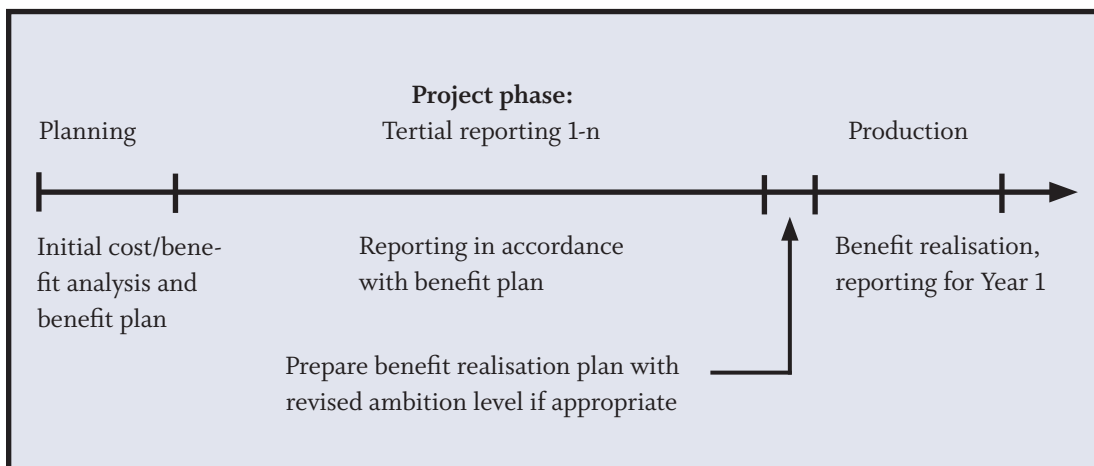 Project phase:
Planning
Tertial reporting 1-n
Production
Initial cost/bene-
fit analysis and
benefit plan
Reporting in accordance
with benefit plan
Benefit realisation,
reporting for Year 1
Prepare benefit realisation plan with
revised ambition level if appropriate